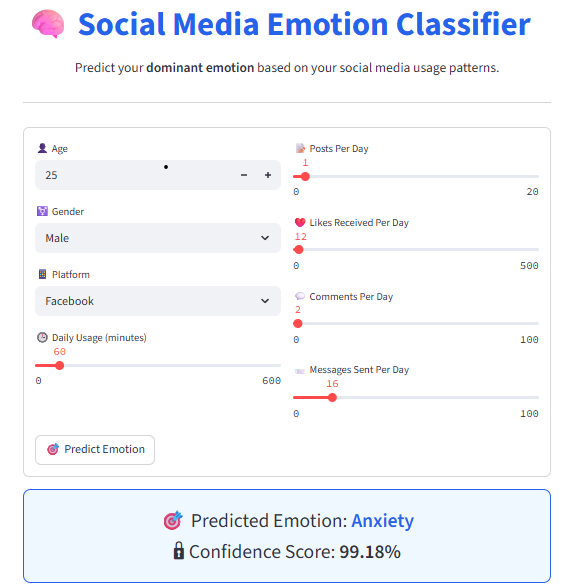 Social Media Emotion Classifier
Predict your dominant emotion based on your social media usage patterns.
Age
25
Gender
Male
Platform
Facebook
Daily Usage (minutes)
60
0 600
Posts Per Day
1
0 20
Likes Received Per Day
12
0 500
Comments Per Day
2
0 100
Messages Sent Per Day
16
0 100
Predict Emotion
Predicted Emotion: Anxiety
Confidence Score: 99.18%